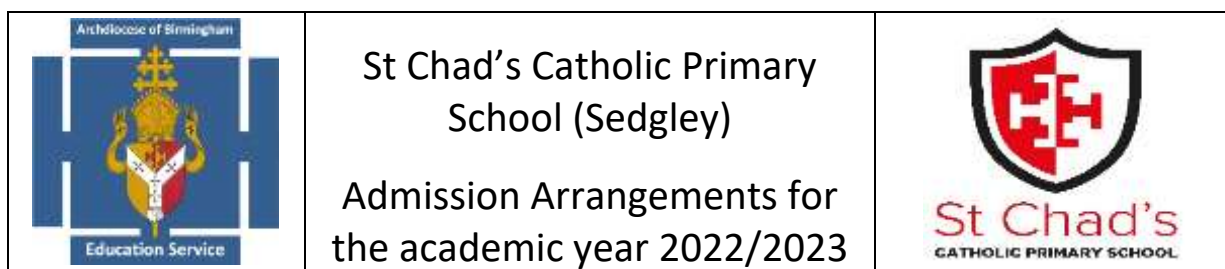 Archdiocese of Birmingham
Education Service
St Chad's Catholic Primary
School (Sedgley)
Admission Arrangements for
the academic year 2022/2023
St Chad's
CATHOLIC PRIMARY SCHOOL